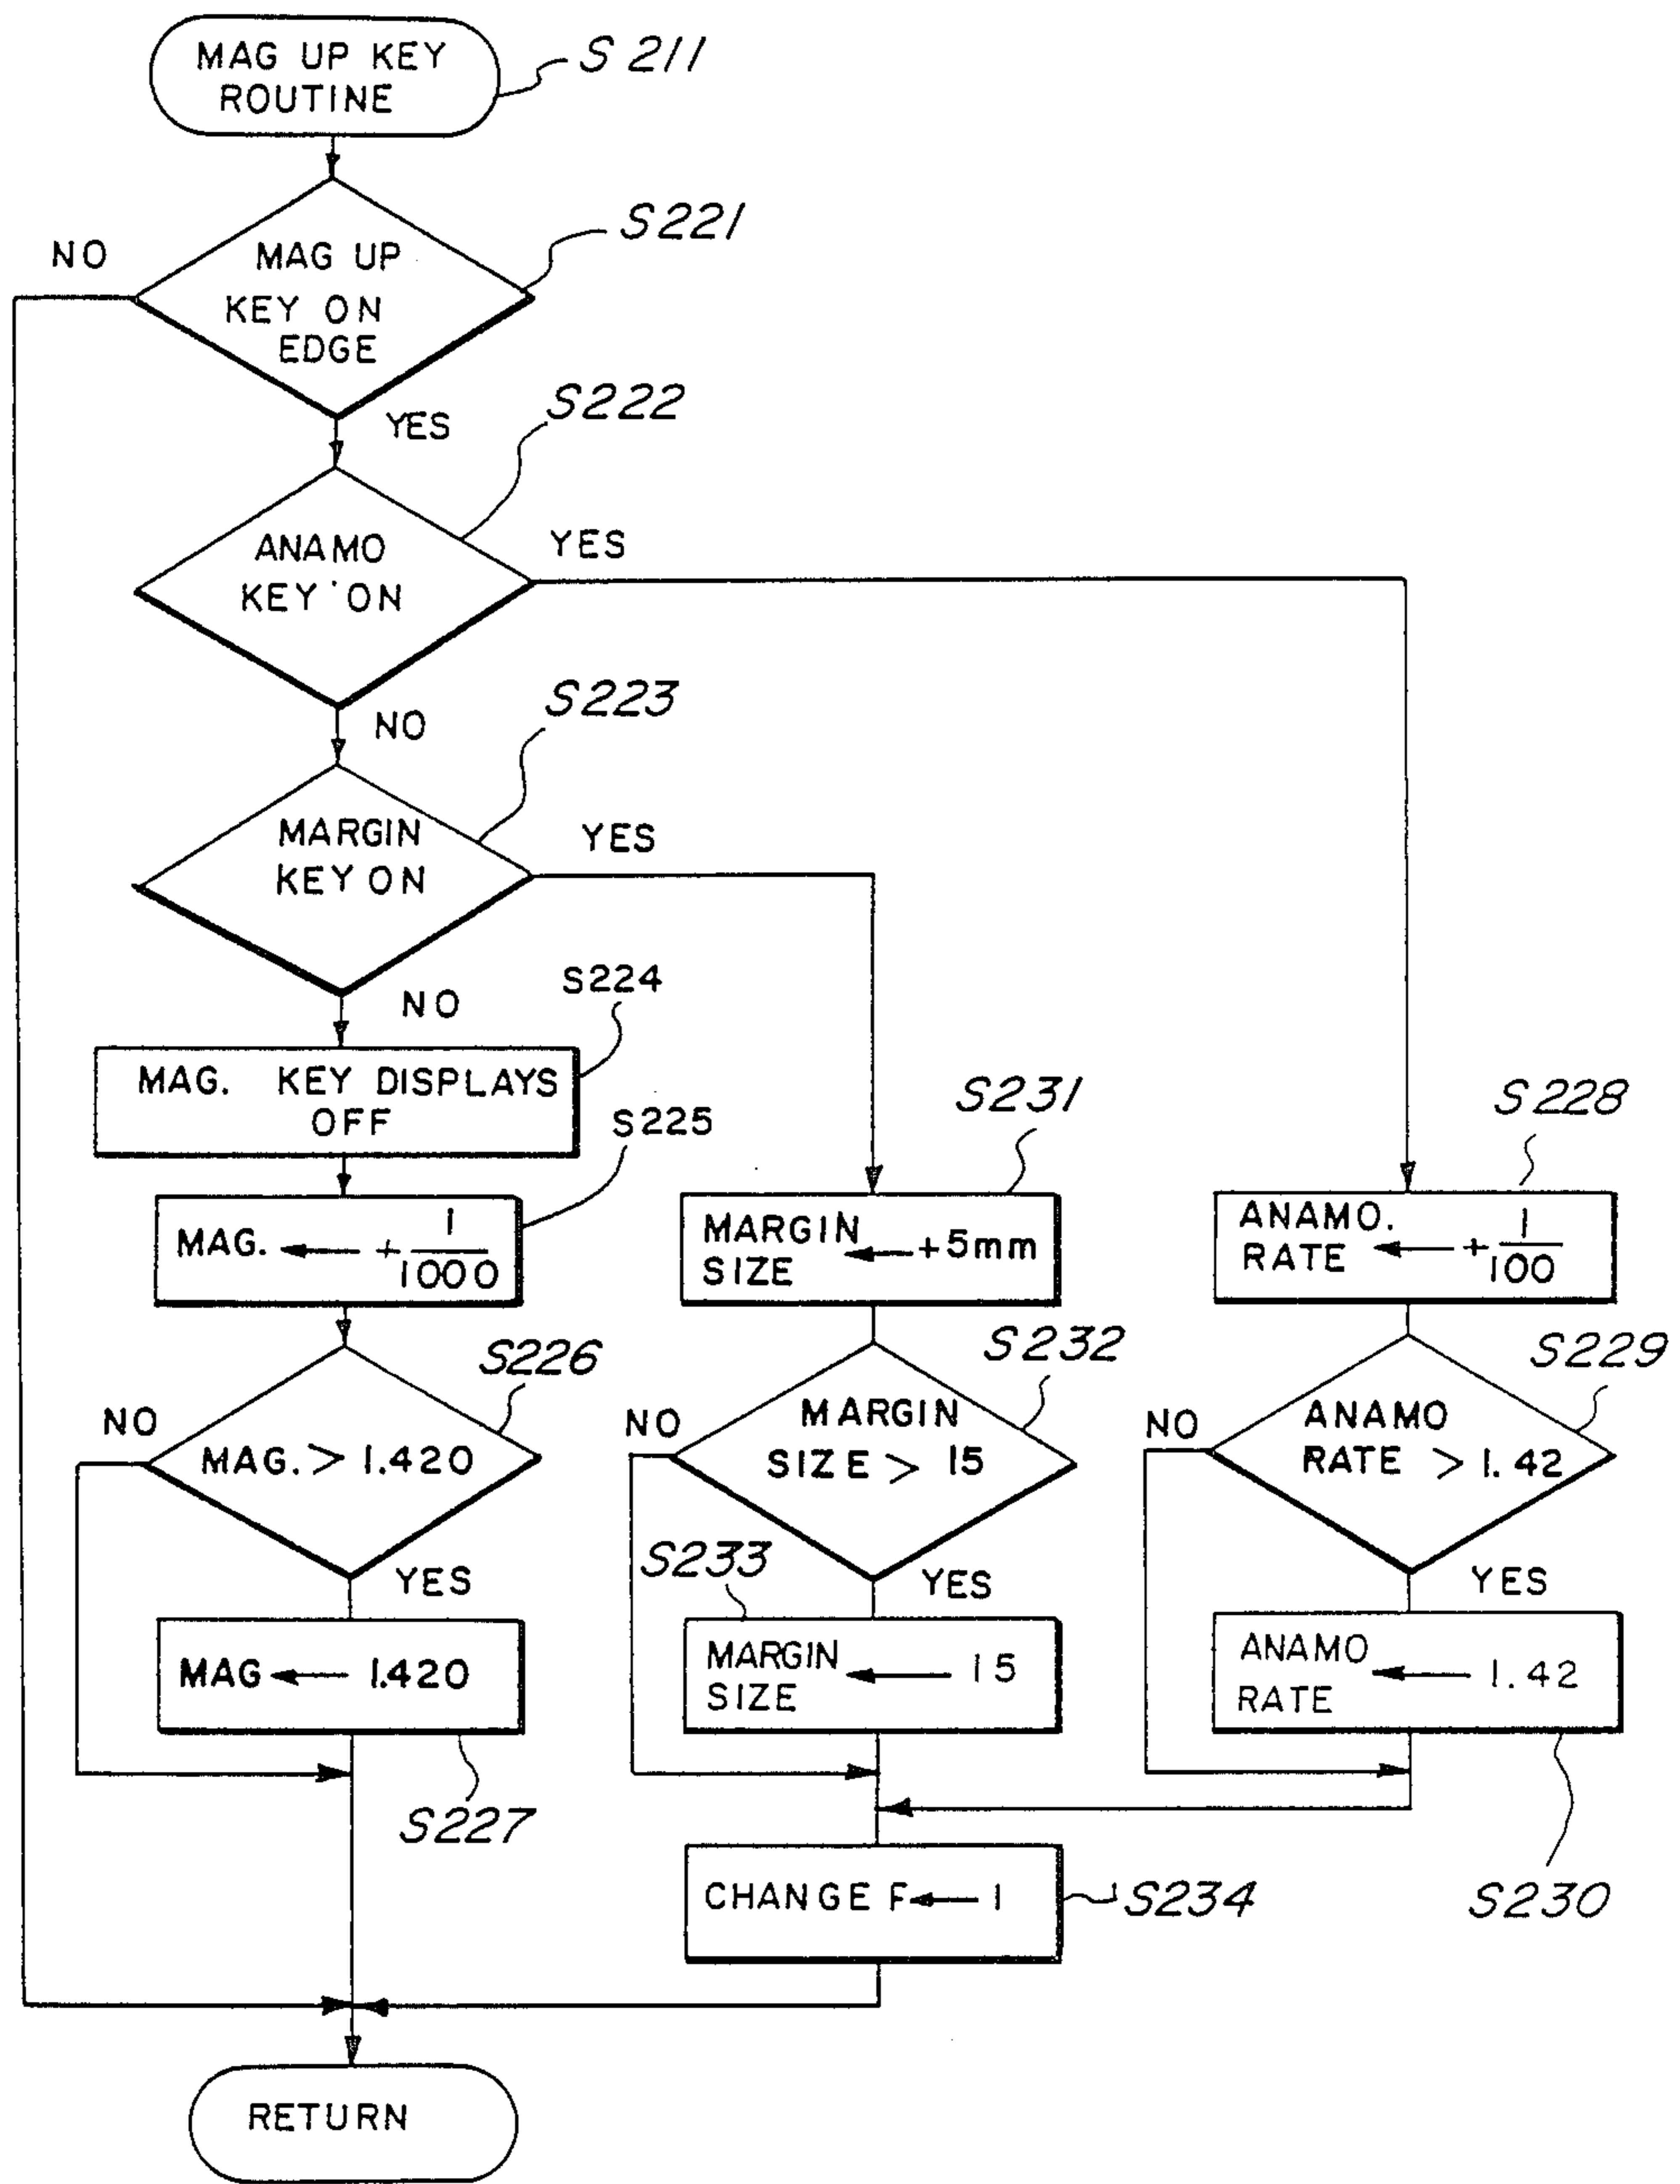 MAG UP KEY
ROUTINE
S 211
S221
NO
MAG UP
KEY ON
EDGE
YES
S222
ANAMO
KEY ON
YES
NO
S223
MARGIN
KEY ON
YES
NO
S224
MAG. KEY DISPLAYS
OFF
S225
MAG. ← + 1/1000
S231
MARGIN
SIZE ← +5mm
S228
ANAMO.
RATE ← + 1/100
S226
NO
MAG. > 1.420
YES
S232
NO
MARGIN
SIZE > 15
YES
S229
NO
ANAMO
RATE > 1.42
YES
MAG ← 1.420
S227
S233
MARGIN
SIZE ← 15
ANAMO
RATE ← 1.42
S230
CHANGE F ← 1
S234
RETURN